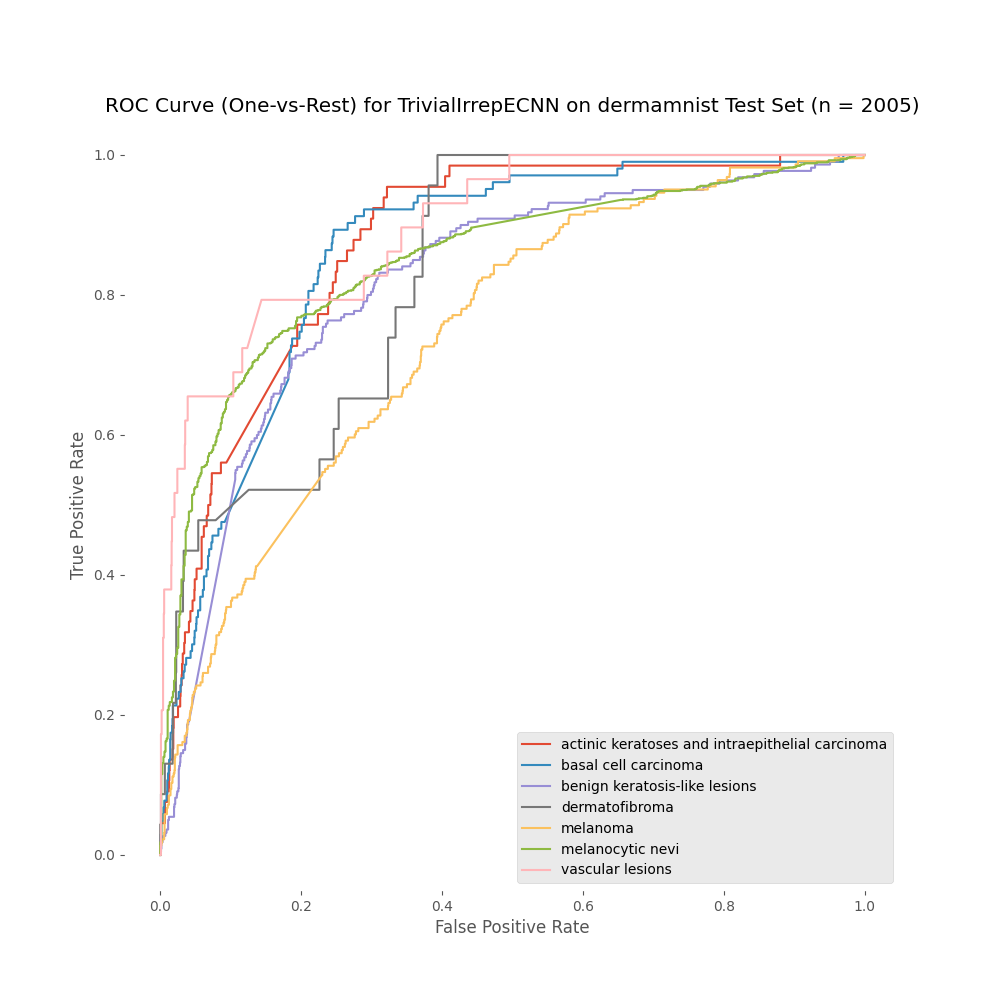 ROC Curve (One-vs-Rest) for TrivialIrrepECNN on dermamnist Test Set (n = 2005)
1.0
0.8
0.6
0.4
0.2
0.0
True Positive Rate
actinic keratoses and intraepithelial carcinoma
basal cell carcinoma
benign keratosis-like lesions
dermatofibroma
melanoma
melanocytic nevi
vascular lesions
0.0 0.2 0.4 0.6 0.8 1.0
False Positive Rate